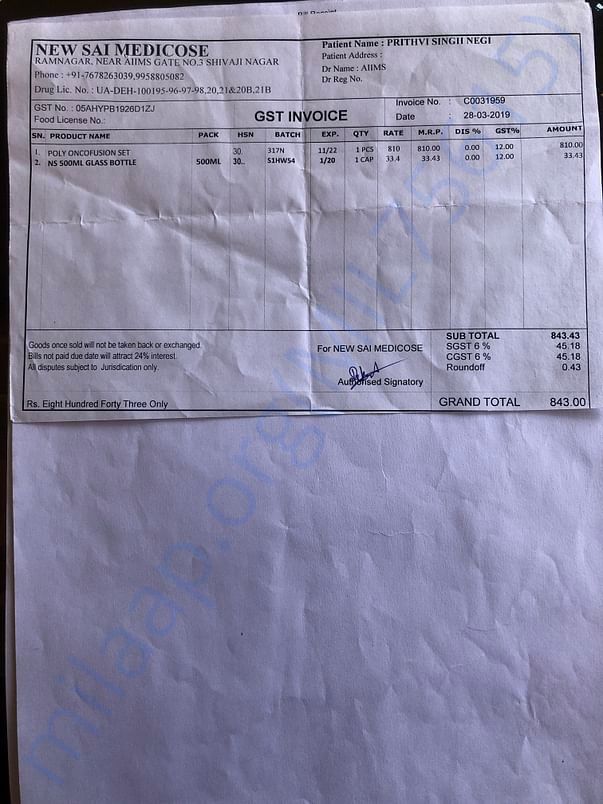 Bill Receipt
NEW SAI MEDICOSE
RAMNAGAR, NEAR AIIMS GATE NO.3 SHIVAJI NAGAR
Phone : +91-7678263039,9958805082
Drug Lic. No. : UA-DEH-100195-96-97-98,20,21&20B,21B
Patient Name : PRITHVI SINGH NEGI
Patient Address :
Dr Name : AIIMS
Dr Reg No.
GST No. : 05AHYPB1926D1ZJ
Food License No.:
GST INVOICE
Invoice No. : C0031959
Date : 28-03-2019
SN. PRODUCT NAME PACK HSN BATCH EXP. QTY RATE M.R.P. DIS % GST% AMOUNT
1. POLY ONCOFUSION SET 30. 317N 11/22 1 PCS 810 810.00 0.00 12.00 810.00
2. NS 500ML GLASS BOTTLE 500ML 30.. S1HW54 1/20 1 CAP 33.4 33.43 0.00 12.00 33.43
Goods once sold will not be taken back or exchanged.
Bills not paid due date will attract 24% interest.
All disputes subject to Jurisdication only.
For NEW SAI MEDICOSE
Authorised Signatory
SUB TOTAL 843.43
SGST 6 % 45.18
CGST 6 % 45.18
Roundoff 0.43
Rs. Eight Hundred Forty Three Only
GRAND TOTAL 843.00